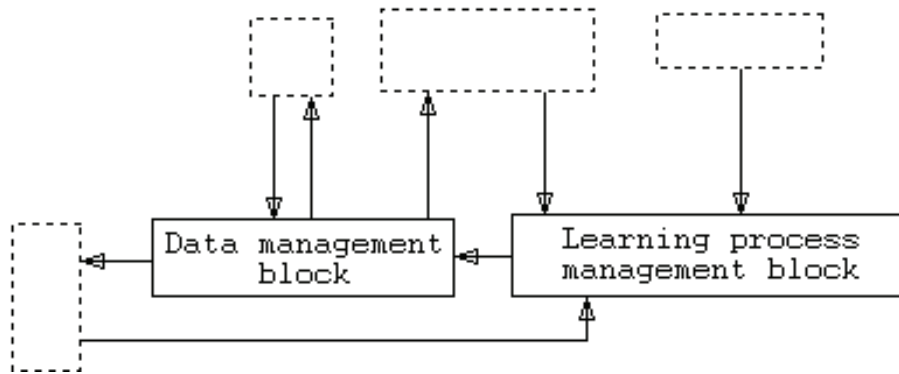 Data management
block
Learning process
management block